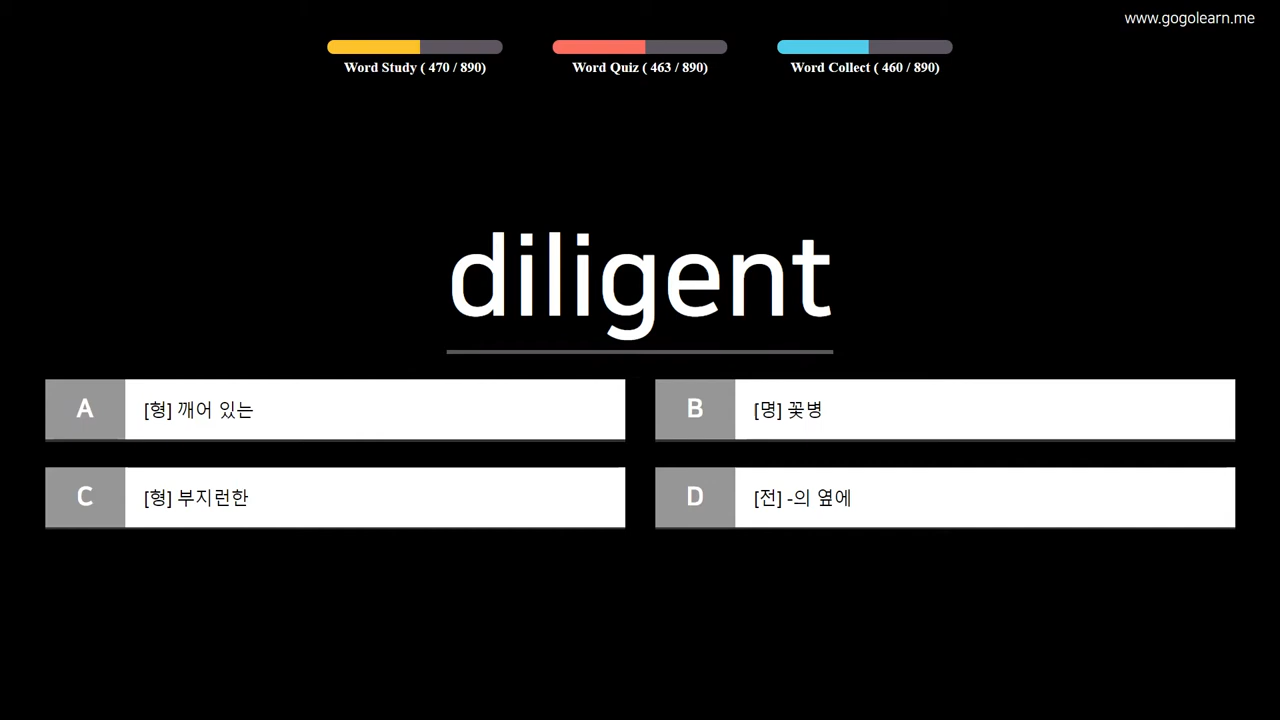 www.gogolearn.me
Word Study ( 470 / 890)
Word Quiz ( 463 / 890)
Word Collect ( 460 / 890)
diligent
A [형] 깨어 있는
B [명] 꽃병
C [형] 부지런한
D [전] -의 옆에